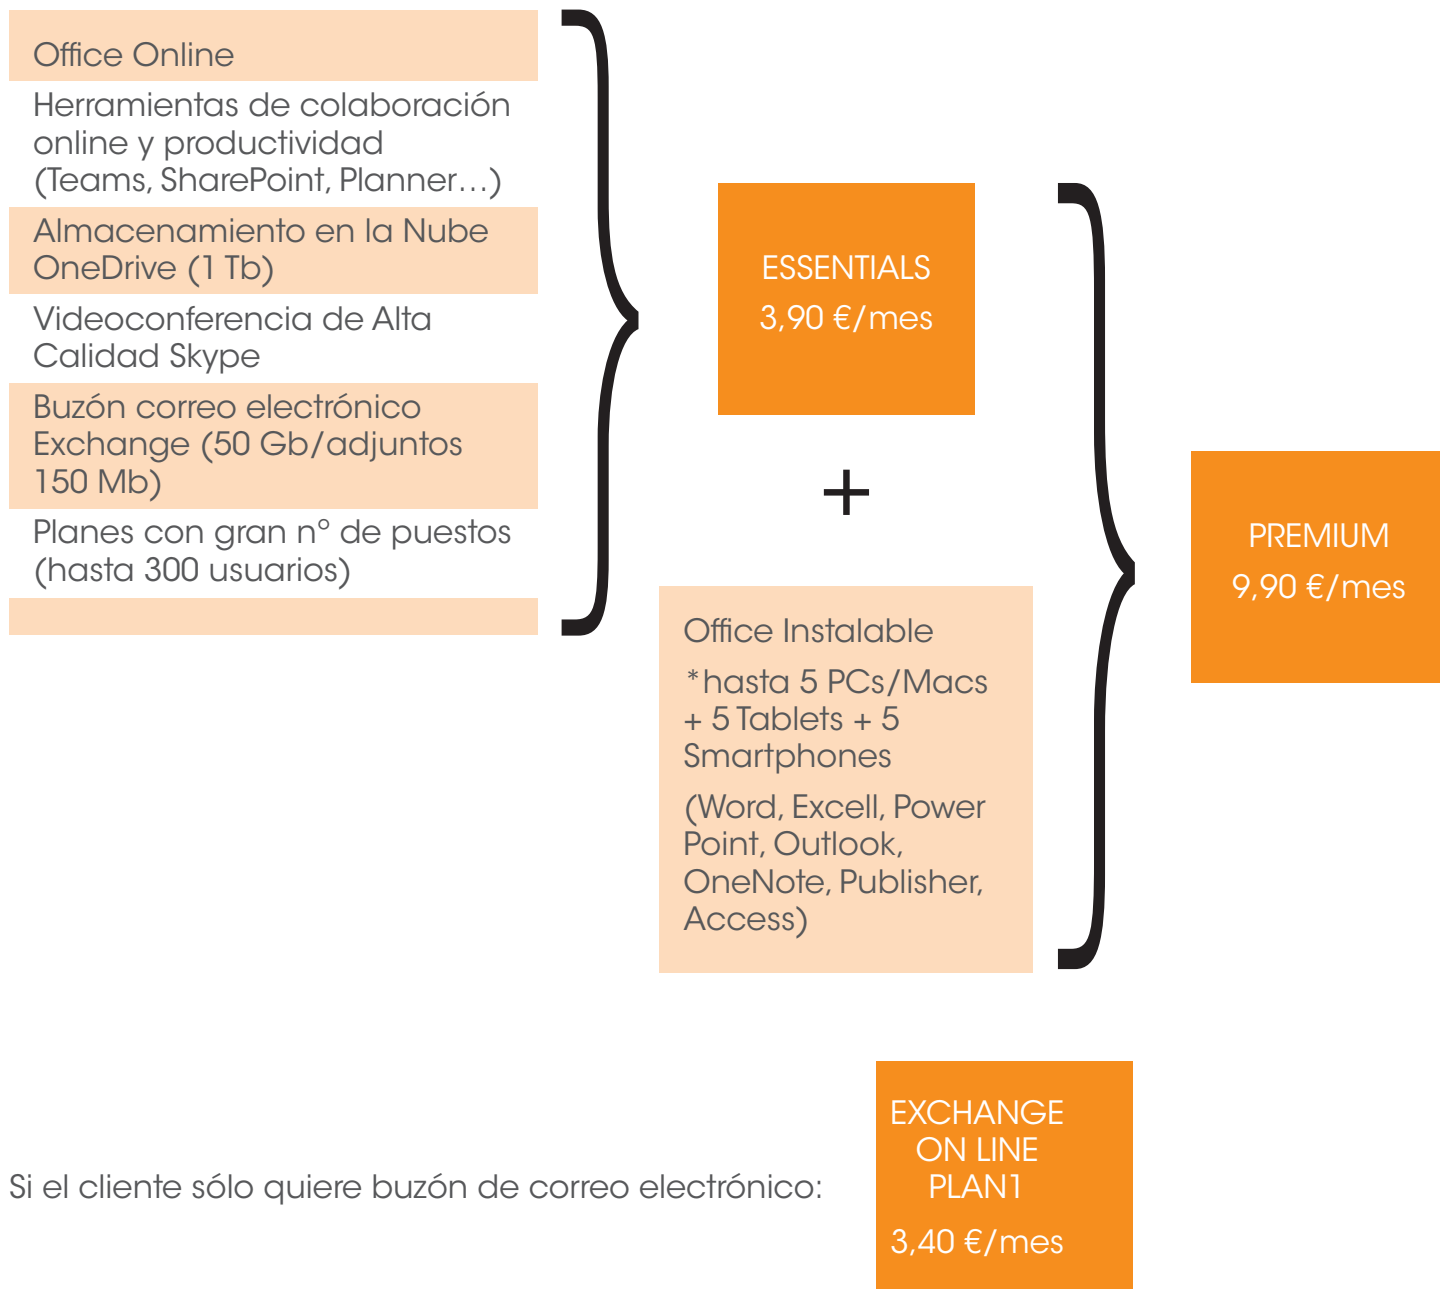 Office Online
Herramientas de colaboración
online y productividad
(Teams, SharePoint, Planner…)
Almacenamiento en la Nube
OneDrive (1 Tb)
Videoconferencia de Alta
Calidad Skype
Buzón correo electrónico
Exchange (50 Gb/adjuntos
150 Mb)
Planes con gran nº de puestos
(hasta 300 usuarios)
ESSENTIALS
3,90 €/mes
+
Office Instalable
*hasta 5 PCs/Macs
+ 5 Tablets + 5
Smartphones
(Word, Excell, Power
Point, Outlook,
OneNote, Publisher,
Access)
PREMIUM
9,90 €/mes
Si el cliente sólo quiere buzón de correo electrónico:
EXCHANGE
ON LINE
PLAN1
3,40 €/mes